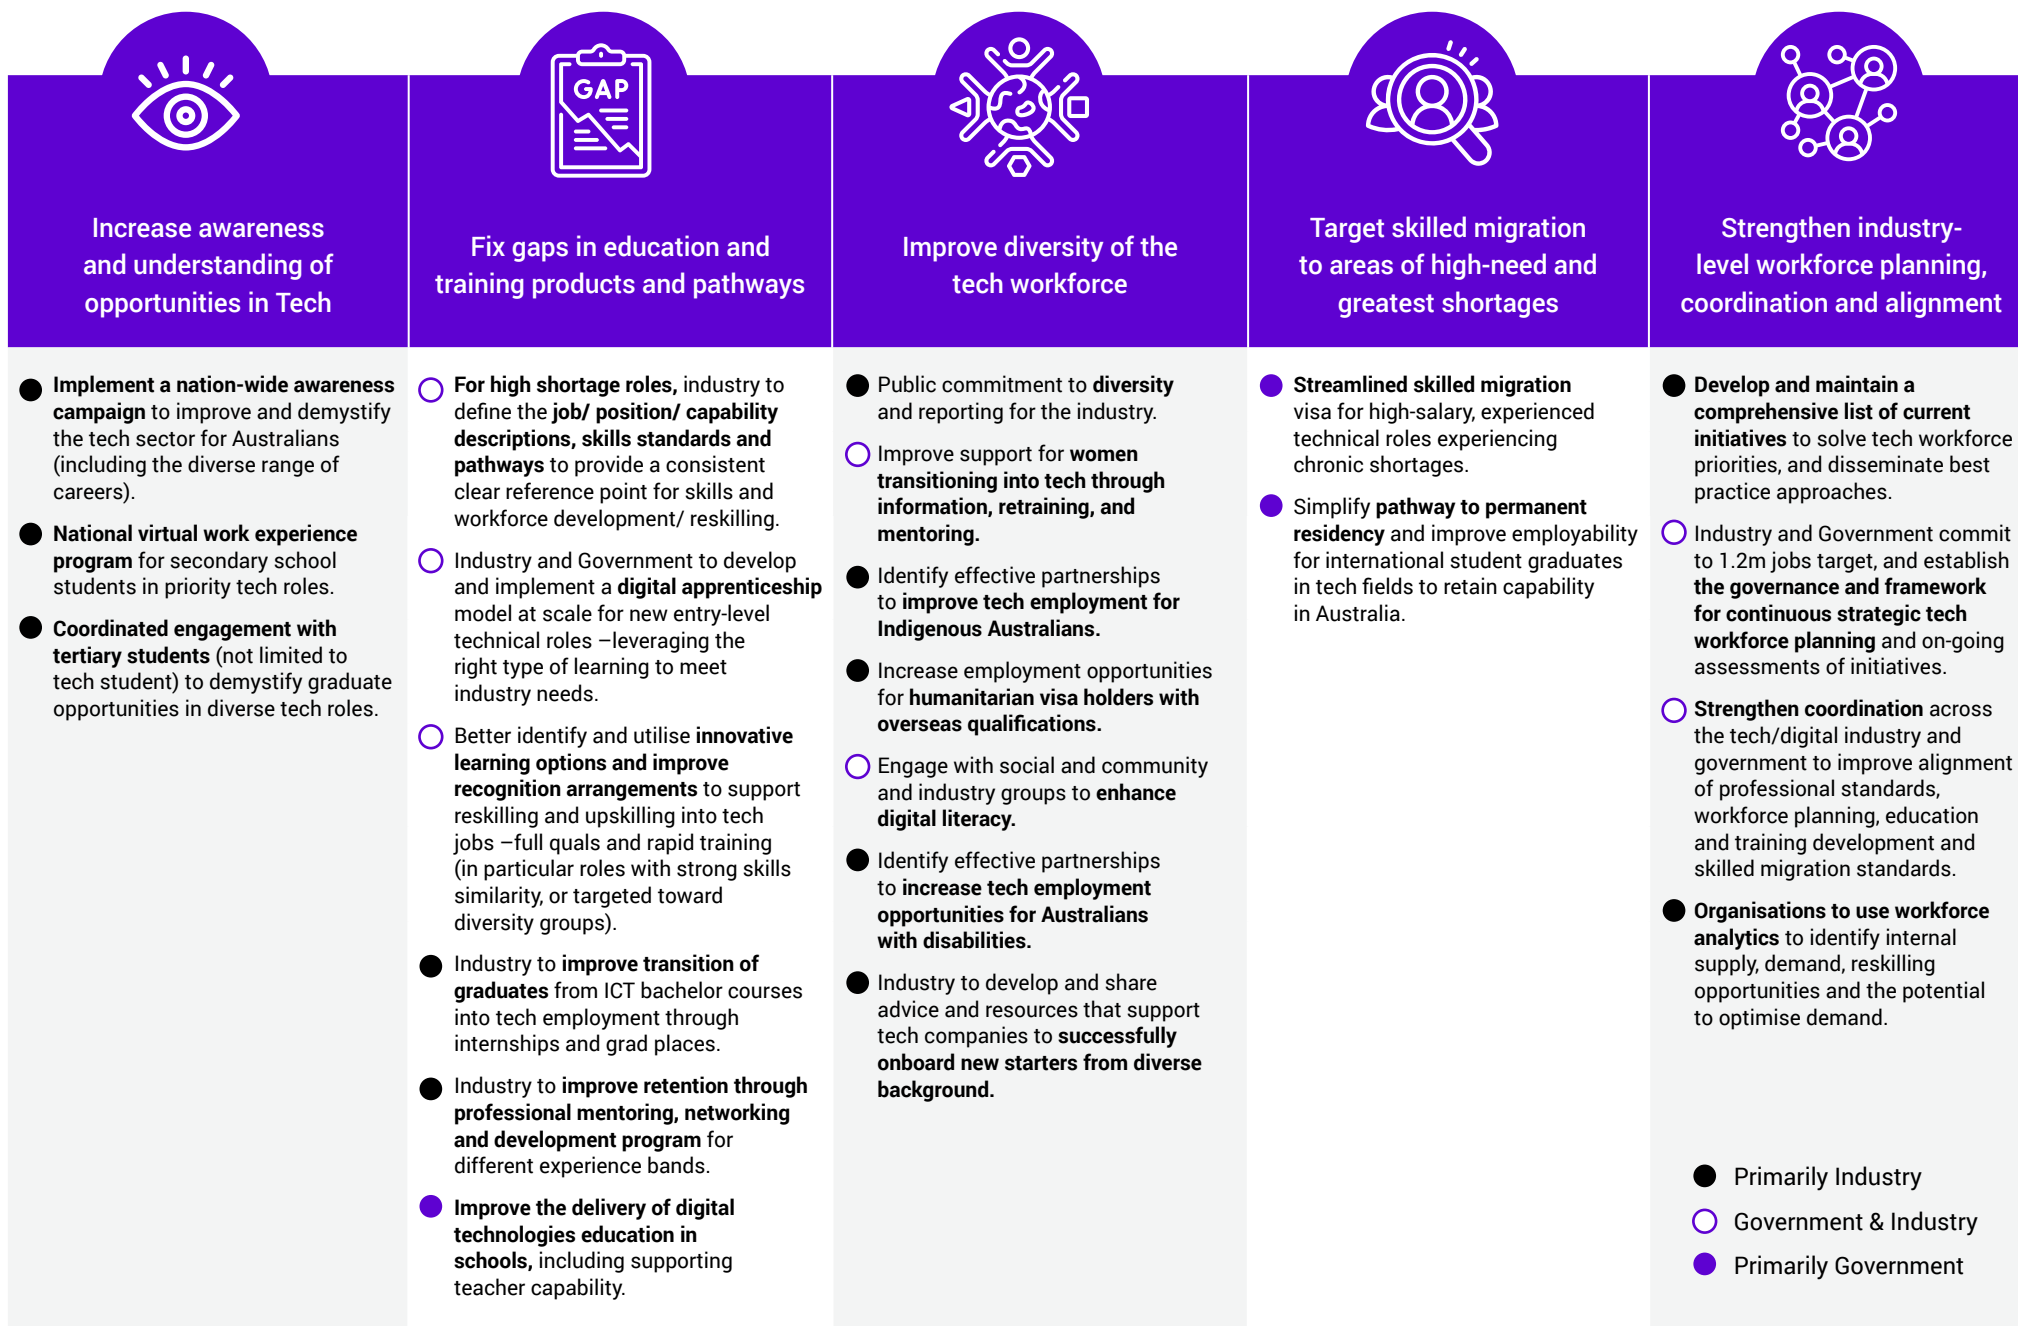 Increase awareness
and understanding of
opportunities in Tech
Implement a nation-wide awareness
campaign to improve and demystify
the tech sector for Australians
(including the diverse range of
careers).
National virtual work experience
program for secondary school
students in priority tech roles.
Coordinated engagement with
tertiary students (not limited to
tech student) to demystify graduate
opportunities in diverse tech roles.
GAP
Fix gaps in education and
training products and pathways
For high shortage roles, industry to
define the job/ position/ capability
descriptions, skills standards and
pathways to provide a consistent
clear reference point for skills and
workforce development/ reskilling.
Industry and Government to develop
and implement a digital apprenticeship
model at scale for new entry-level
technical roles –leveraging the
right type of learning to meet
industry needs.
Better identify and utilise innovative
learning options and improve
recognition arrangements to support
reskilling and upskilling into tech
jobs –full quals and rapid training
(in particular roles with strong skills
similarity, or targeted toward
diversity groups).
Industry to improve transition of
graduates from ICT bachelor courses
into tech employment through
internships and grad places.
Industry to improve retention through
professional mentoring, networking
and development program for
different experience bands.
Improve the delivery of digital
technologies education in
schools, including supporting
teacher capability.
Improve diversity of the
tech workforce
Public commitment to diversity
and reporting for the industry.
Improve support for women
transitioning into tech through
information, retraining, and
mentoring.
Identify effective partnerships
to improve tech employment for
Indigenous Australians.
Increase employment opportunities
for humanitarian visa holders with
overseas qualifications.
Engage with social and community
and industry groups to enhance
digital literacy.
Identify effective partnerships
to increase tech employment
opportunities for Australians
with disabilities.
Industry to develop and share
advice and resources that support
tech companies to successfully
onboard new starters from diverse
background.
Target skilled migration
to areas of high-need and
greatest shortages
Streamlined skilled migration
visa for high-salary, experienced
technical roles experiencing
chronic shortages.
Simplify pathway to permanent
residency and improve employability
for international student graduates
in tech fields to retain capability
in Australia.
Strengthen industry-
level workforce planning,
coordination and alignment
Develop and maintain a
comprehensive list of current
initiatives to solve tech workforce
priorities, and disseminate best
practice approaches.
Industry and Government commit
to 1.2m jobs target, and establish
the governance and framework
for continuous strategic tech
workforce planning and on-going
assessments of initiatives.
Strengthen coordination across
the tech/digital industry and
government to improve alignment
of professional standards,
workforce planning, education
and training development and
skilled migration standards.
Organisations to use workforce
analytics to identify internal
supply, demand, reskilling
opportunities and the potential
to optimise demand.
Primarily Industry
Government & Industry
Primarily Government